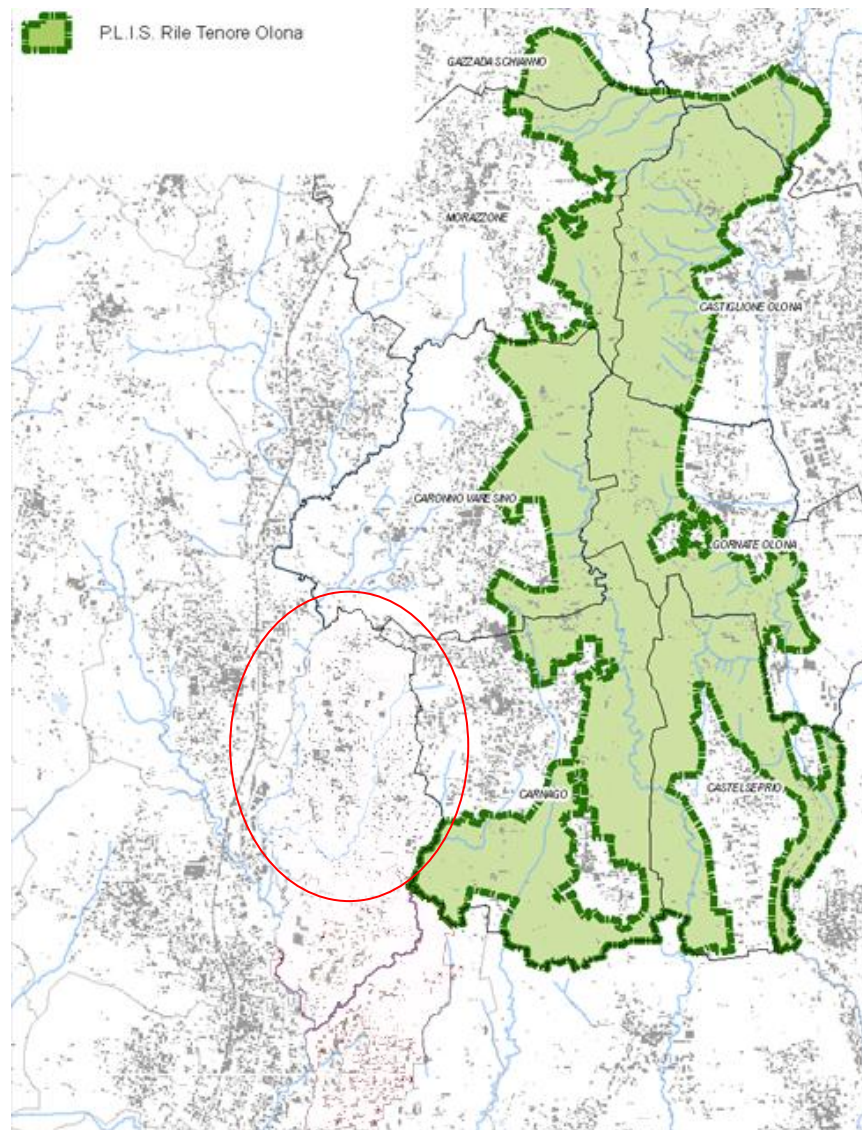 P.L.I.S. Rile Tenore Olona
GAZZADA SCHIANNO
MORAZZONE
CASTIGLIONE OLONA
CARONNO VARESINO
GORNATE OLONA
CARNAGO
CASTELSEPRIO